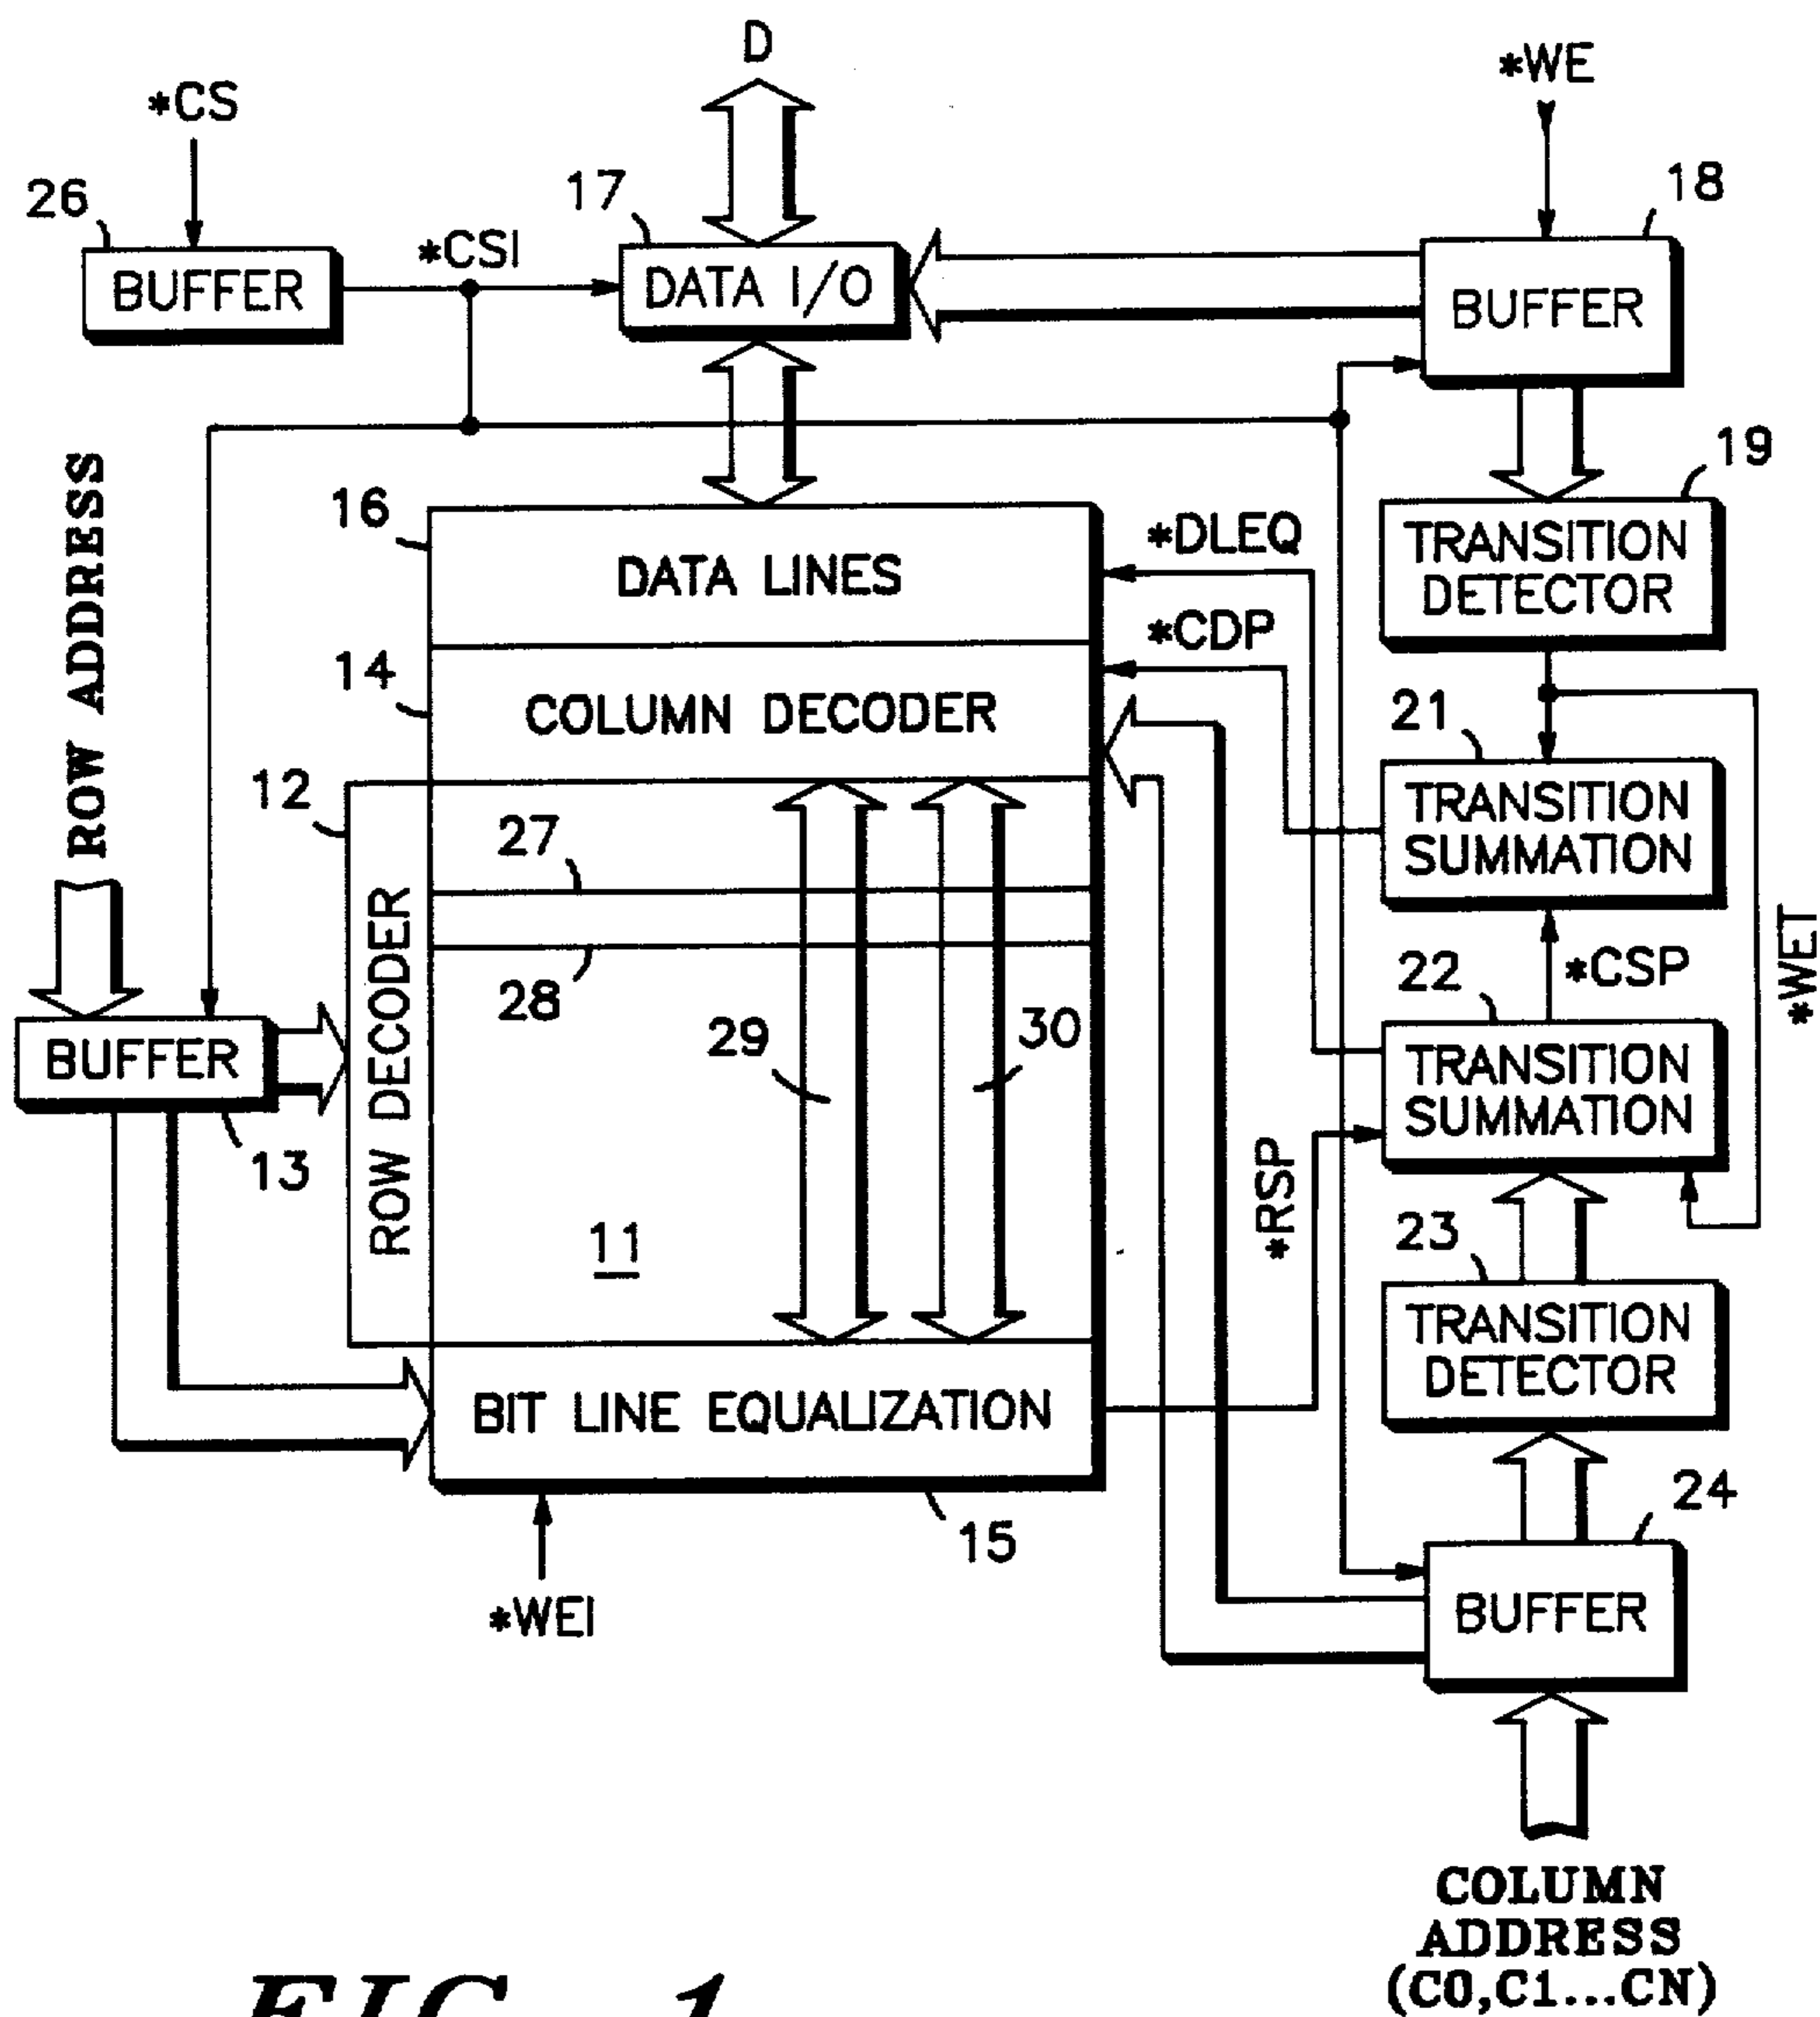 D
*CS
*WE
26
17
18
BUFFER
*CSI
DATA I/O
BUFFER
ROW ADDRESS
16
19
DATA LINES
*DLEQ
TRANSITION
DETECTOR
14
*CDP
COLUMN DECODER
21
12
TRANSITION
SUMMATION
27
ROW DECODER
28
*WET
22
*CSP
29
30
BUFFER
TRANSITION
SUMMATION
13
*RSP
11
23
TRANSITION
DETECTOR
BIT LINE EQUALIZATION
15
24
*WEI
BUFFER
COLUMN
ADDRESS
(C0,C1...CN)
FIG. 1